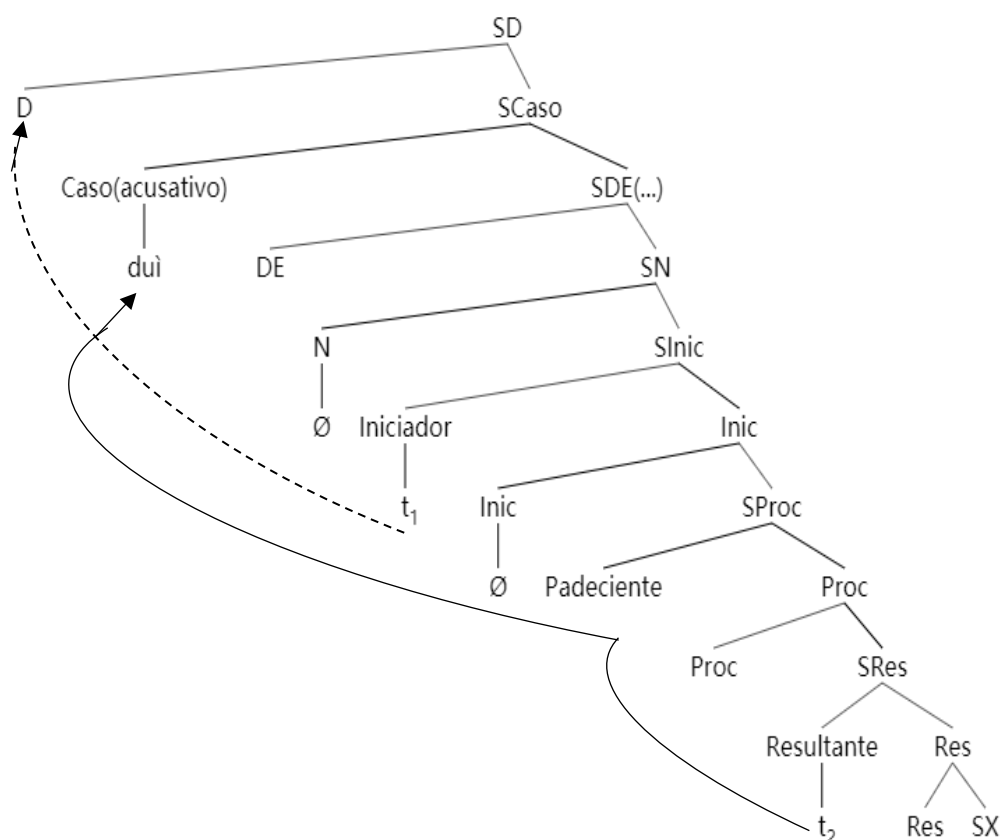 SD
D SCaso
Caso(acusativo) SDE(...)
duì DE SN
N SInic
Ø Iniciador Inic
t₁ Inic SProc
Ø Padeciente Proc
Proc SRes
Resultante Res
t₂ Res SX